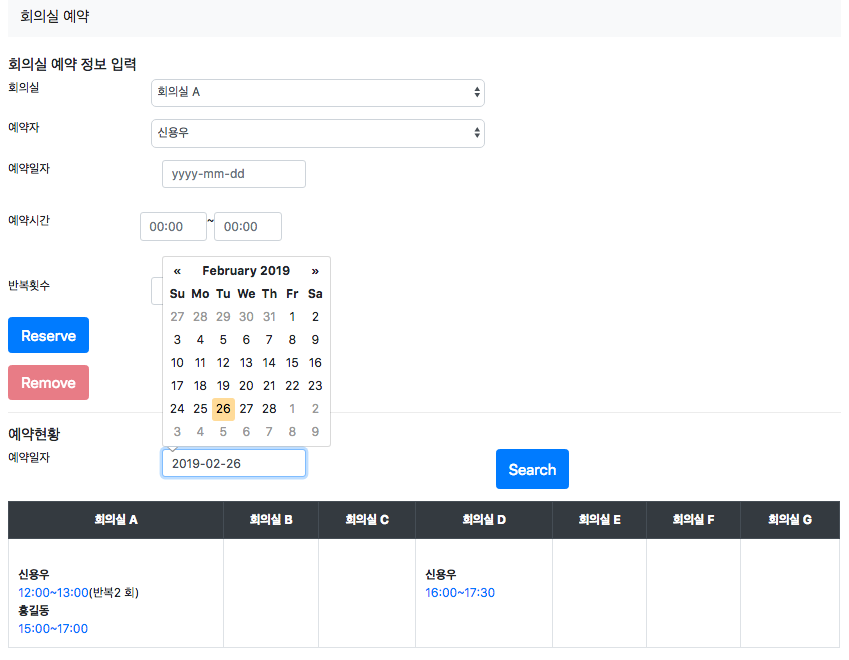 회의실 예약
회의실 예약 정보 입력
회의실
회의실 A
예약자
신용우
예약일자
yyyy-mm-dd
예약시간
00:00 ~ 00:00
반복횟수
« February 2019 »
Su Mo Tu We Th Fr Sa
27 28 29 30 31 1 2
3 4 5 6 7 8 9
10 11 12 13 14 15 16
17 18 19 20 21 22 23
24 25 26 27 28 1 2
3 4 5 6 7 8 9
Reserve
Remove
예약현황
예약일자
2019-02-26
Search
회의실 A 회의실 B 회의실 C 회의실 D 회의실 E 회의실 F 회의실 G
신용우
12:00~13:00(반복2 회)
홍길동
15:00~17:00
신용우
16:00~17:30